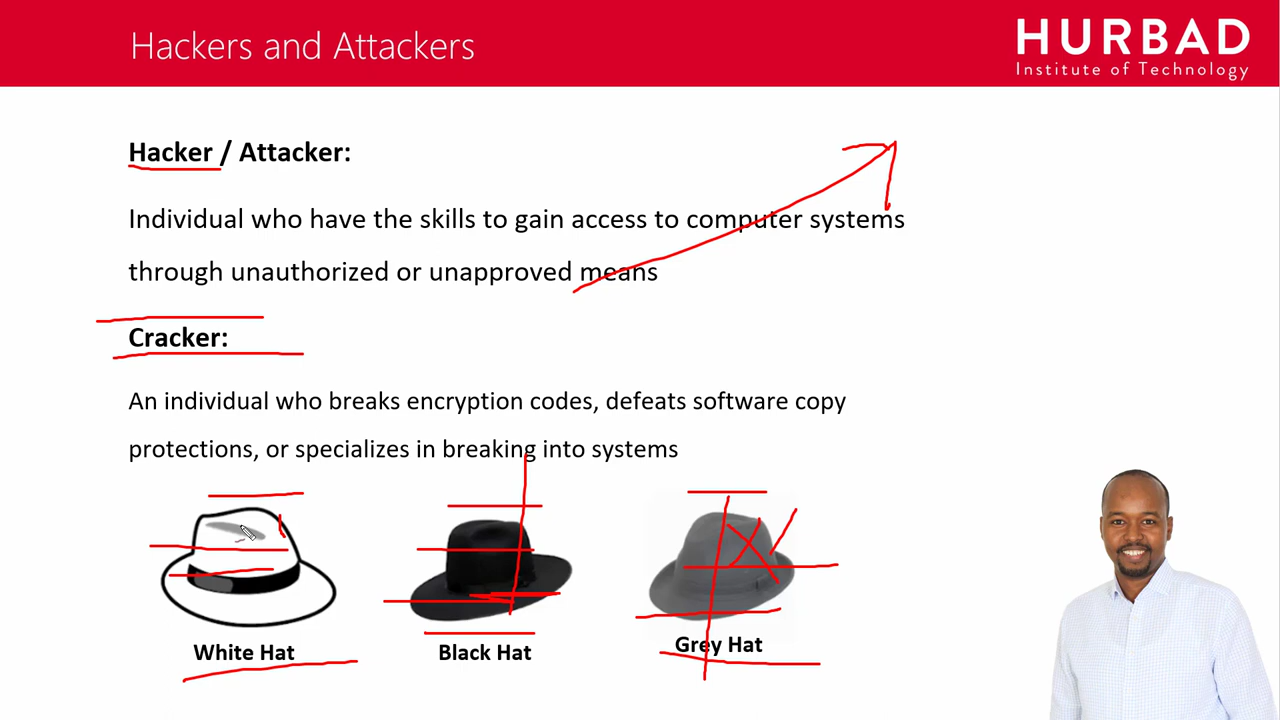 Hackers and Attackers
HURBAD
Institute of Technology
Hacker / Attacker:
Individual who have the skills to gain access to computer systems
through unauthorized or unapproved means
Cracker:
An individual who breaks encryption codes, defeats software copy
protections, or specializes in breaking into systems
White Hat
Black Hat
Grey Hat